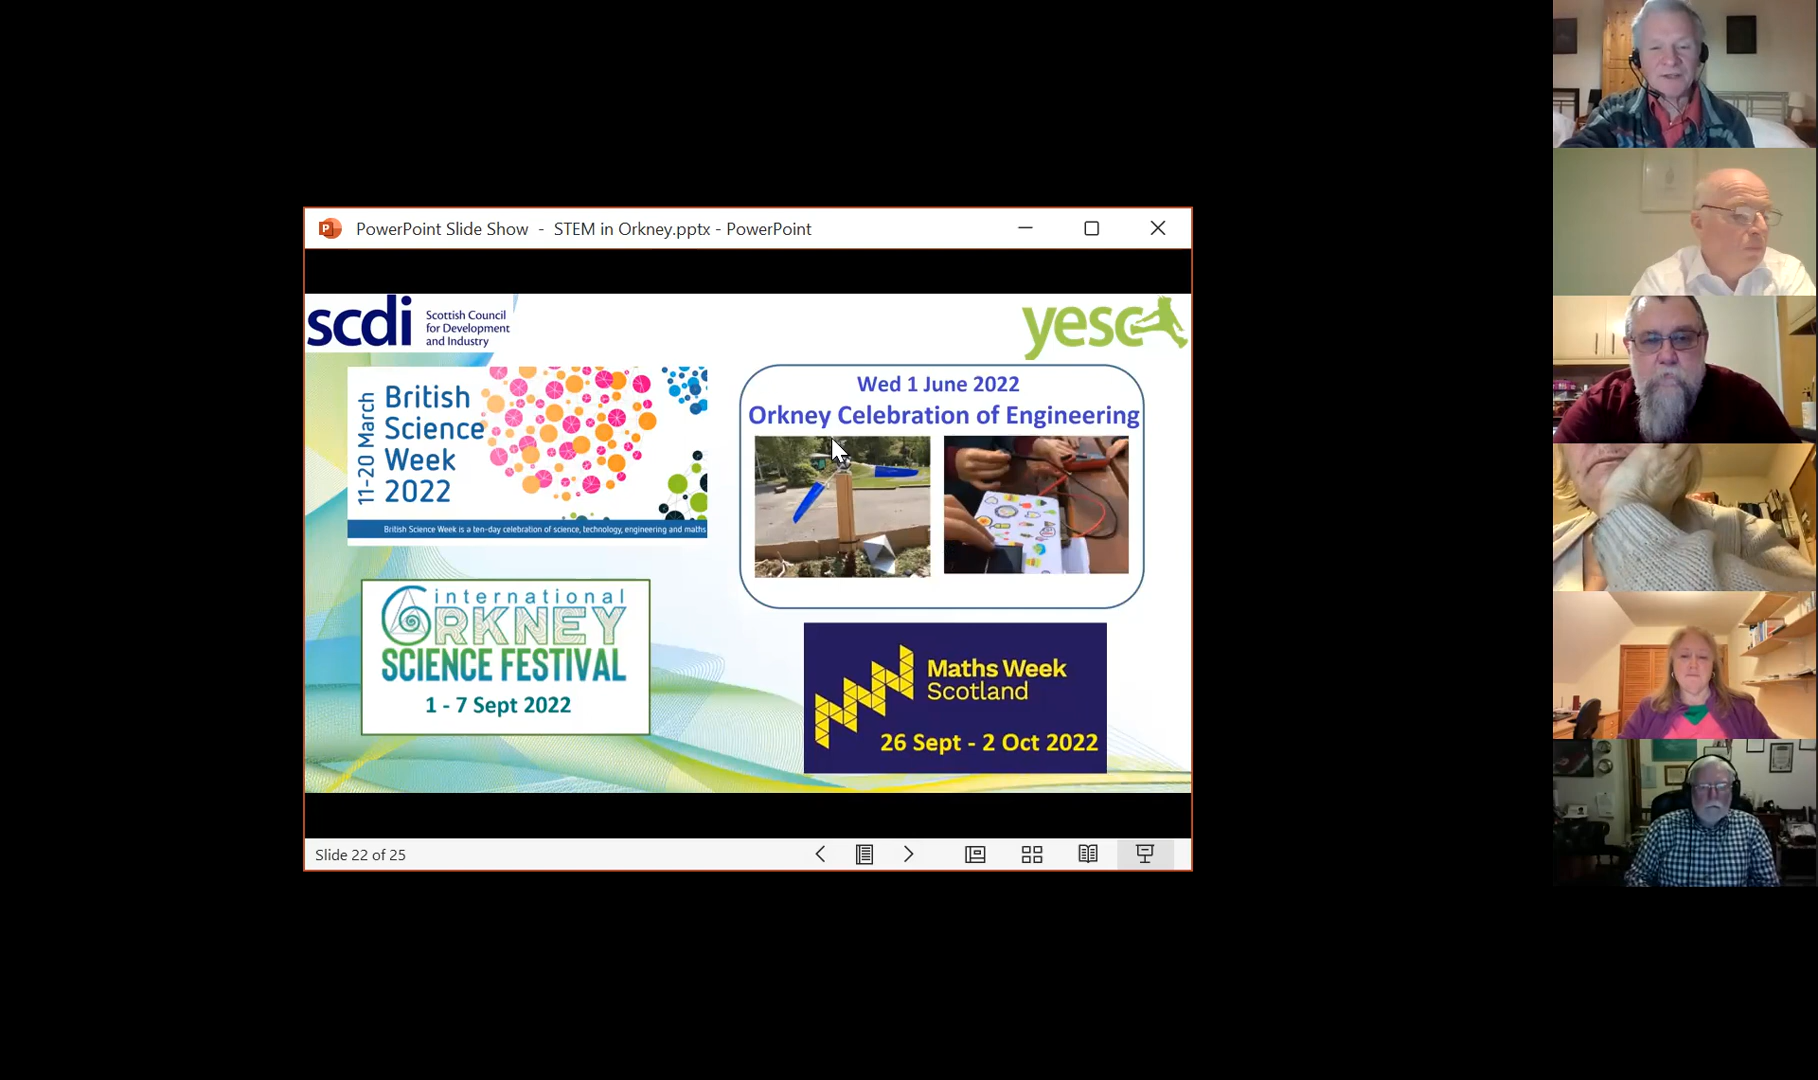 PowerPoint Slide Show - STEM in Orkney.pptx - PowerPoint
scdi
Scottish Council
for Development
and Industry
yesc
11-20 March
British
Science
Week
2022
British Science Week is a ten-day celebration of science, technology, engineering and maths
Wed 1 June 2022
Orkney Celebration of Engineering
international
ORKNEY
SCIENCE FESTIVAL
1 - 7 Sept 2022
Maths Week
Scotland
26 Sept - 2 Oct 2022
Slide 22 of 25